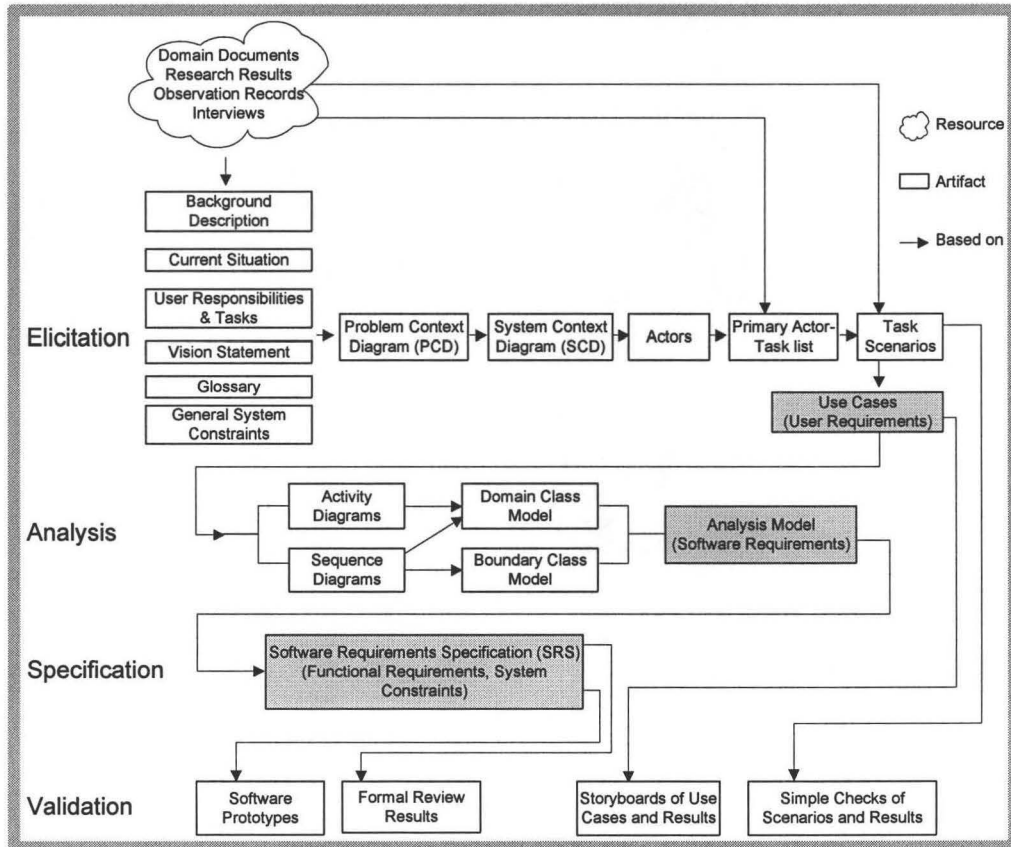 Domain Documents
Research Results
Observation Records
Interviews
Resource
Artifact
Based on
Background
Description
Current Situation
User Responsibilities
& Tasks
Vision Statement
Glossary
General System
Constraints
Elicitation
Problem Context
Diagram (PCD)
System Context
Diagram (SCD)
Actors
Primary Actor-
Task list
Task
Scenarios
Use Cases
(User Requirements)
Analysis
Activity
Diagrams
Domain Class
Model
Sequence
Diagrams
Boundary Class
Model
Analysis Model
(Software Requirements)
Specification
Software Requirements Specification (SRS)
(Functional Requirements, System
Constraints)
Validation
Software
Prototypes
Formal Review
Results
Storyboards of Use
Cases and Results
Simple Checks of
Scenarios and Results